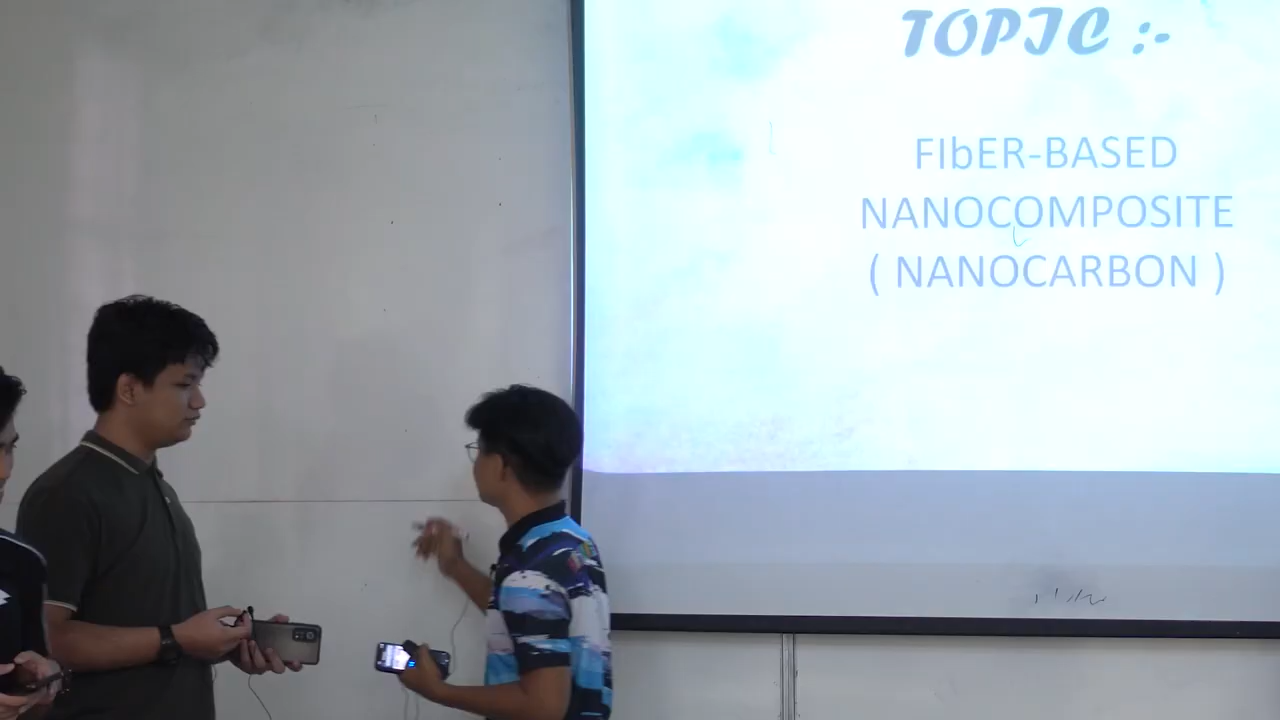 TOPIC :-
FIbER-BASED
NANOCOMPOSITE
( NANOCARBON )